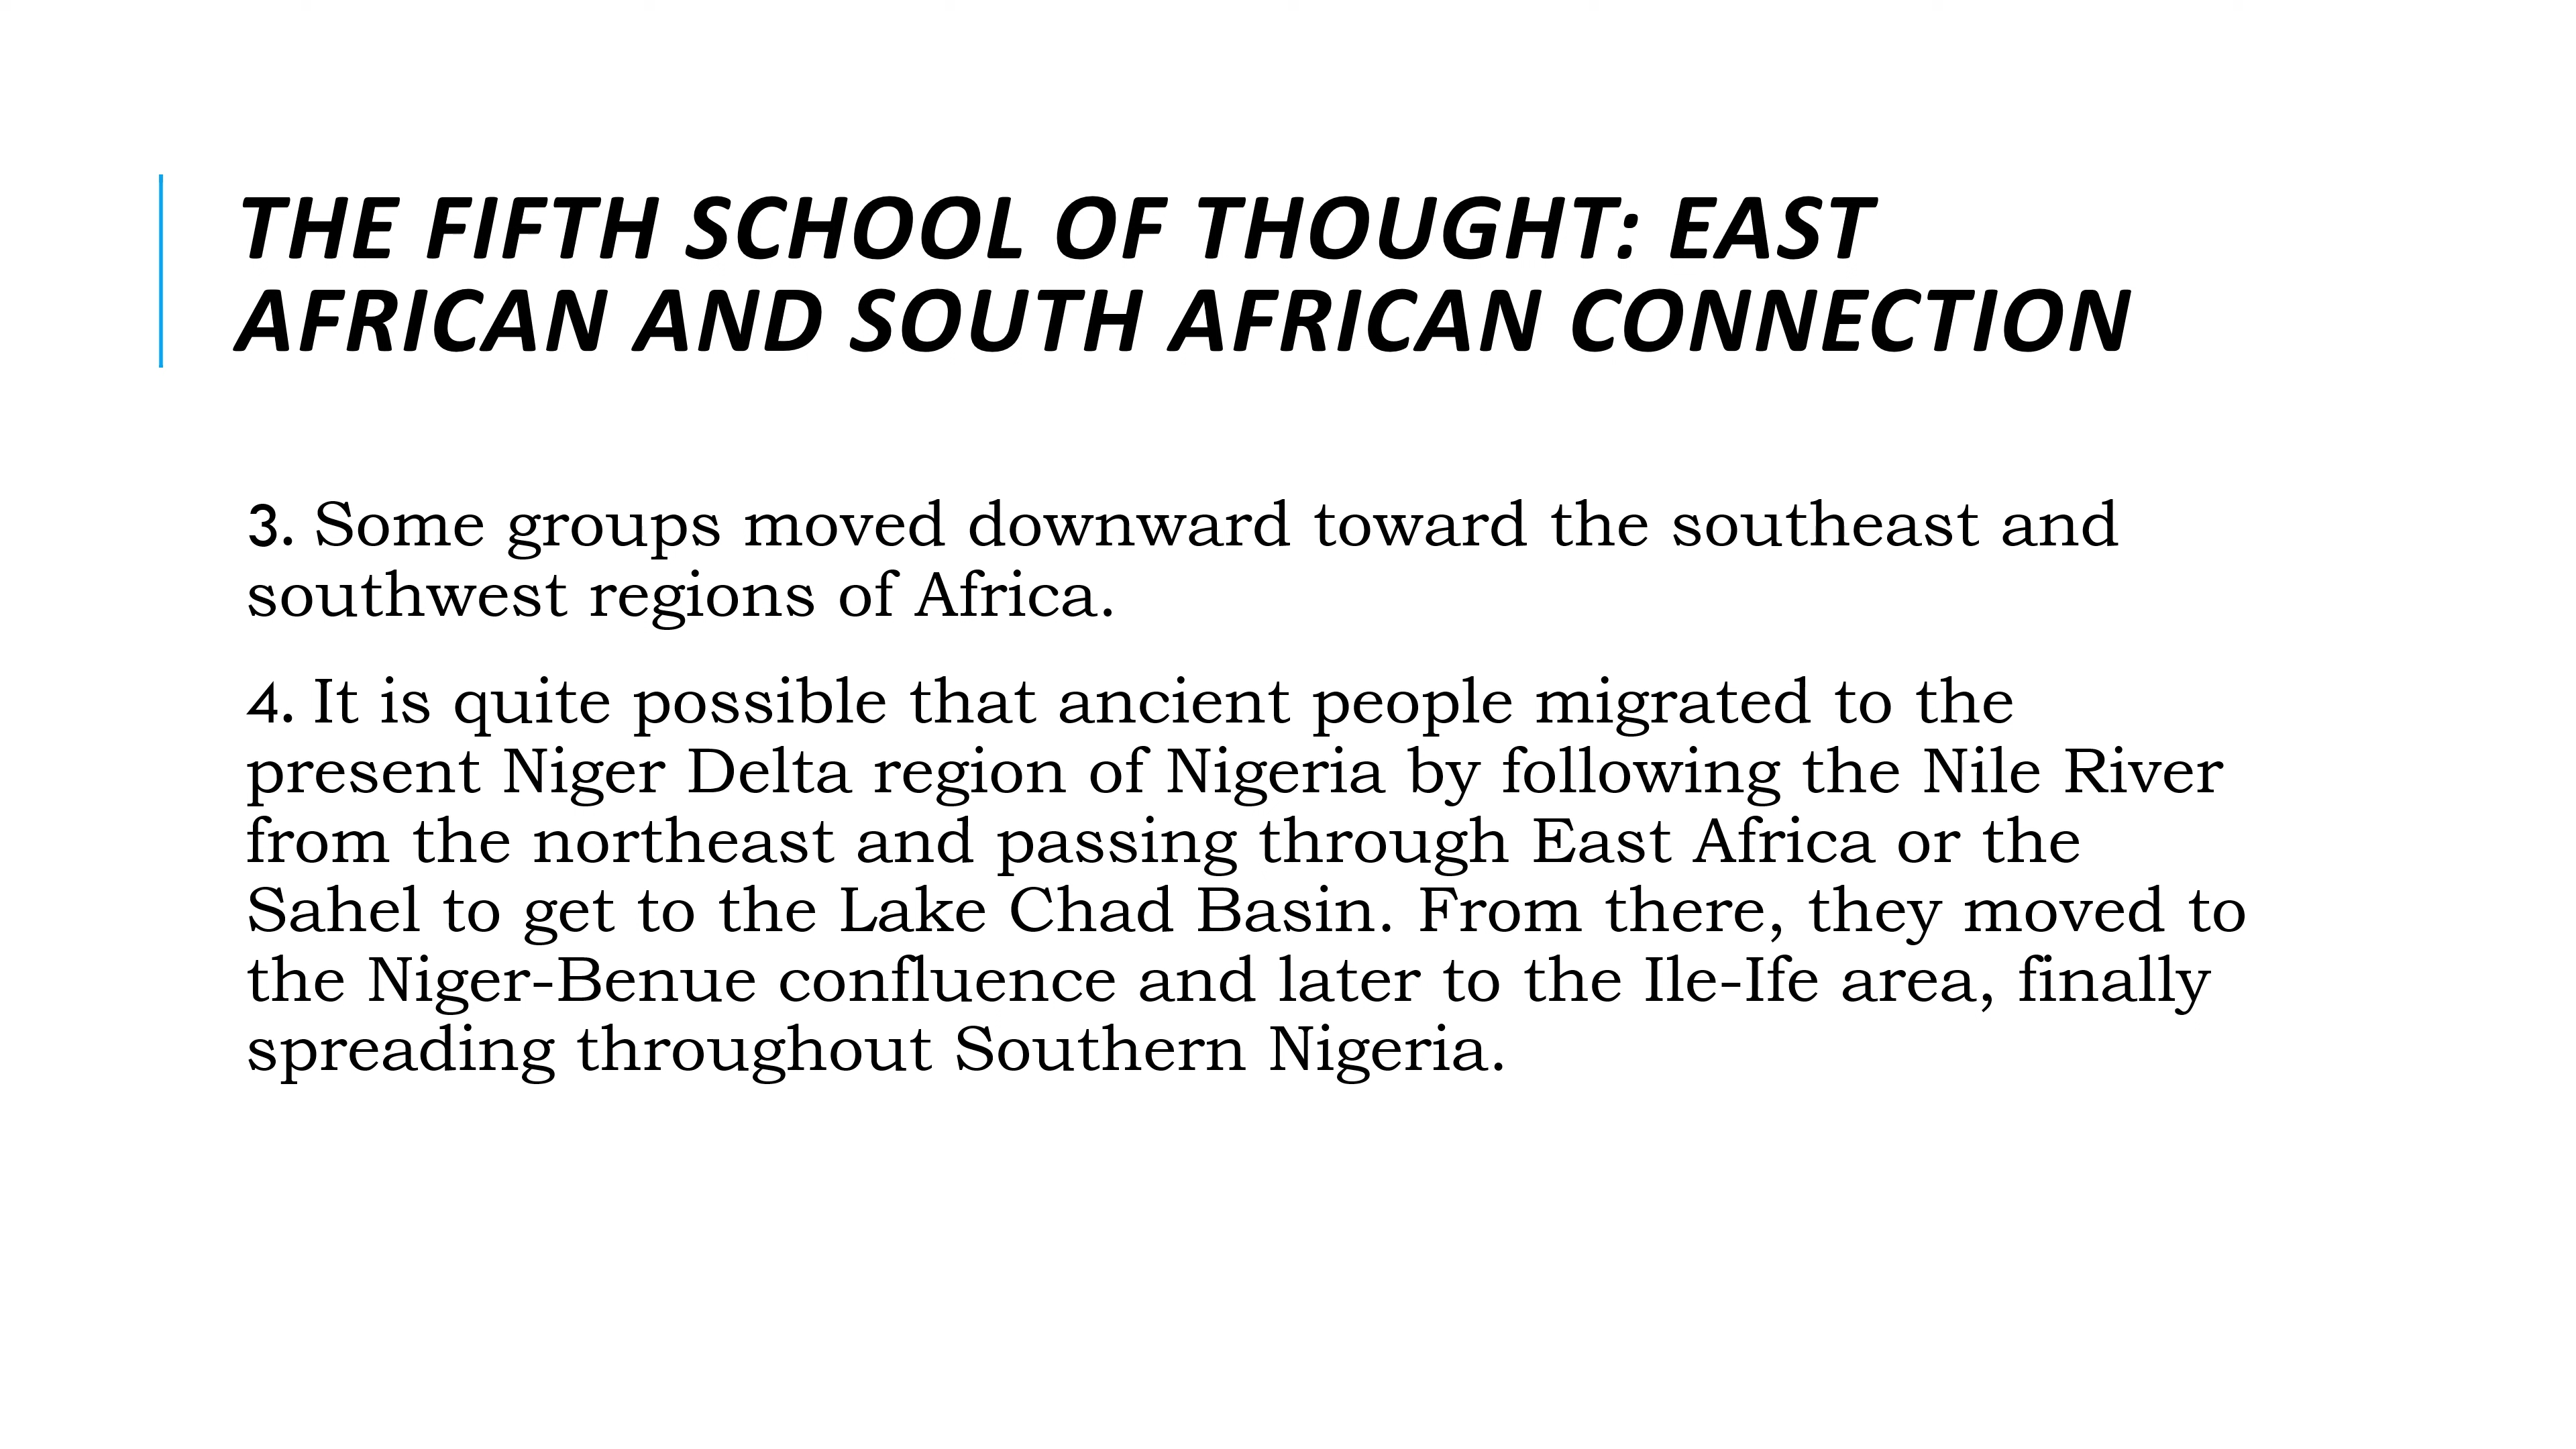 THE FIFTH SCHOOL OF THOUGHT: EAST
AFRICAN AND SOUTH AFRICAN CONNECTION
3. Some groups moved downward toward the southeast and
southwest regions of Africa.
4. It is quite possible that ancient people migrated to the
present Niger Delta region of Nigeria by following the Nile River
from the northeast and passing through East Africa or the
Sahel to get to the Lake Chad Basin. From there, they moved to
the Niger-Benue confluence and later to the Ile-Ife area, finally
spreading throughout Southern Nigeria.